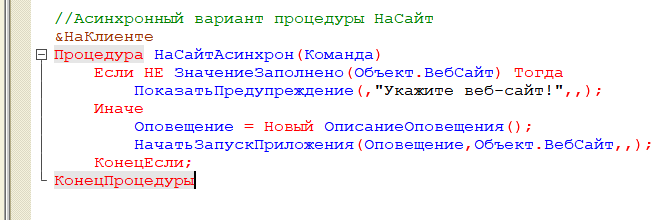 //Асинхронный вариант процедуры НаСайт
&НаКлиенте
Процедура НаСайтАсинхрон(Команда)
Если НЕ ЗначениеЗаполнено(Объект.ВебСайт) Тогда
ПоказатьПредупреждение(,"Укажите веб-сайт!",,);
Иначе
Оповещение = Новый ОписаниеОповещения();
НачатьЗапускПриложения(Оповещение,Объект.ВебСайт,,);
КонецЕсли;
КонецПроцедуры